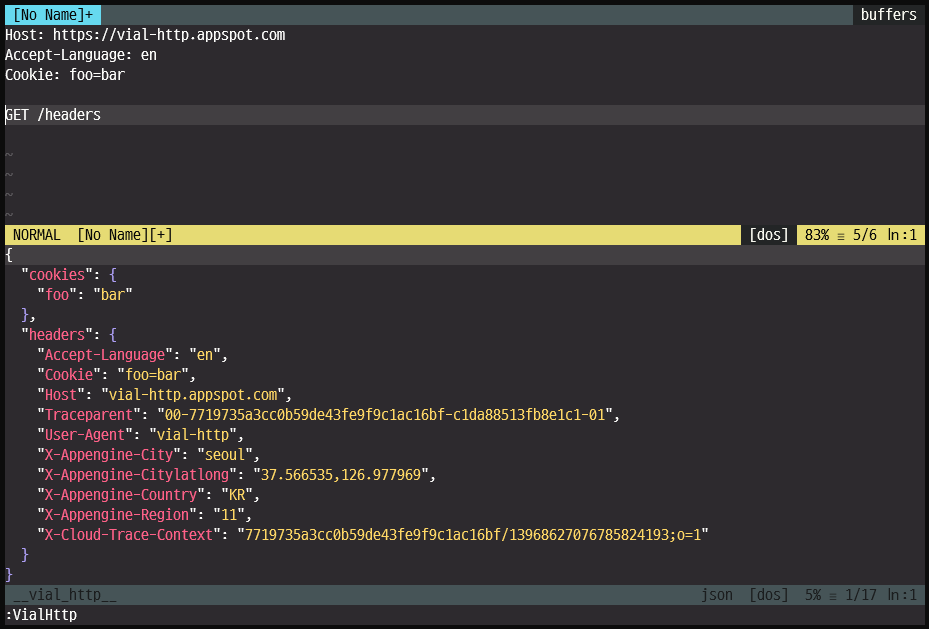 [No Name]+ buffers
Host: https://vial-http.appspot.com
Accept-Language: en
Cookie: foo=bar
GET /headers
~
~
~
~
NORMAL [No Name][+] [dos] 83% ≡ 5/6 ln:1
{
  "cookies": {
    "foo": "bar"
  },
  "headers": {
    "Accept-Language": "en",
    "Cookie": "foo=bar",
    "Host": "vial-http.appspot.com",
    "Traceparent": "00-7719735a3cc0b59de43fe9f9c1ac16bf-c1da88513fb8e1c1-01",
    "User-Agent": "vial-http",
    "X-Appengine-City": "seoul",
    "X-Appengine-Citylatlong": "37.566535,126.977969",
    "X-Appengine-Country": "KR",
    "X-Appengine-Region": "11",
    "X-Cloud-Trace-Context": "7719735a3cc0b59de43fe9f9c1ac16bf/13968627076785824193;o=1"
  }
}
__vial_http__ json [dos] 5% ≡ 1/17 ln:1
:VialHttp